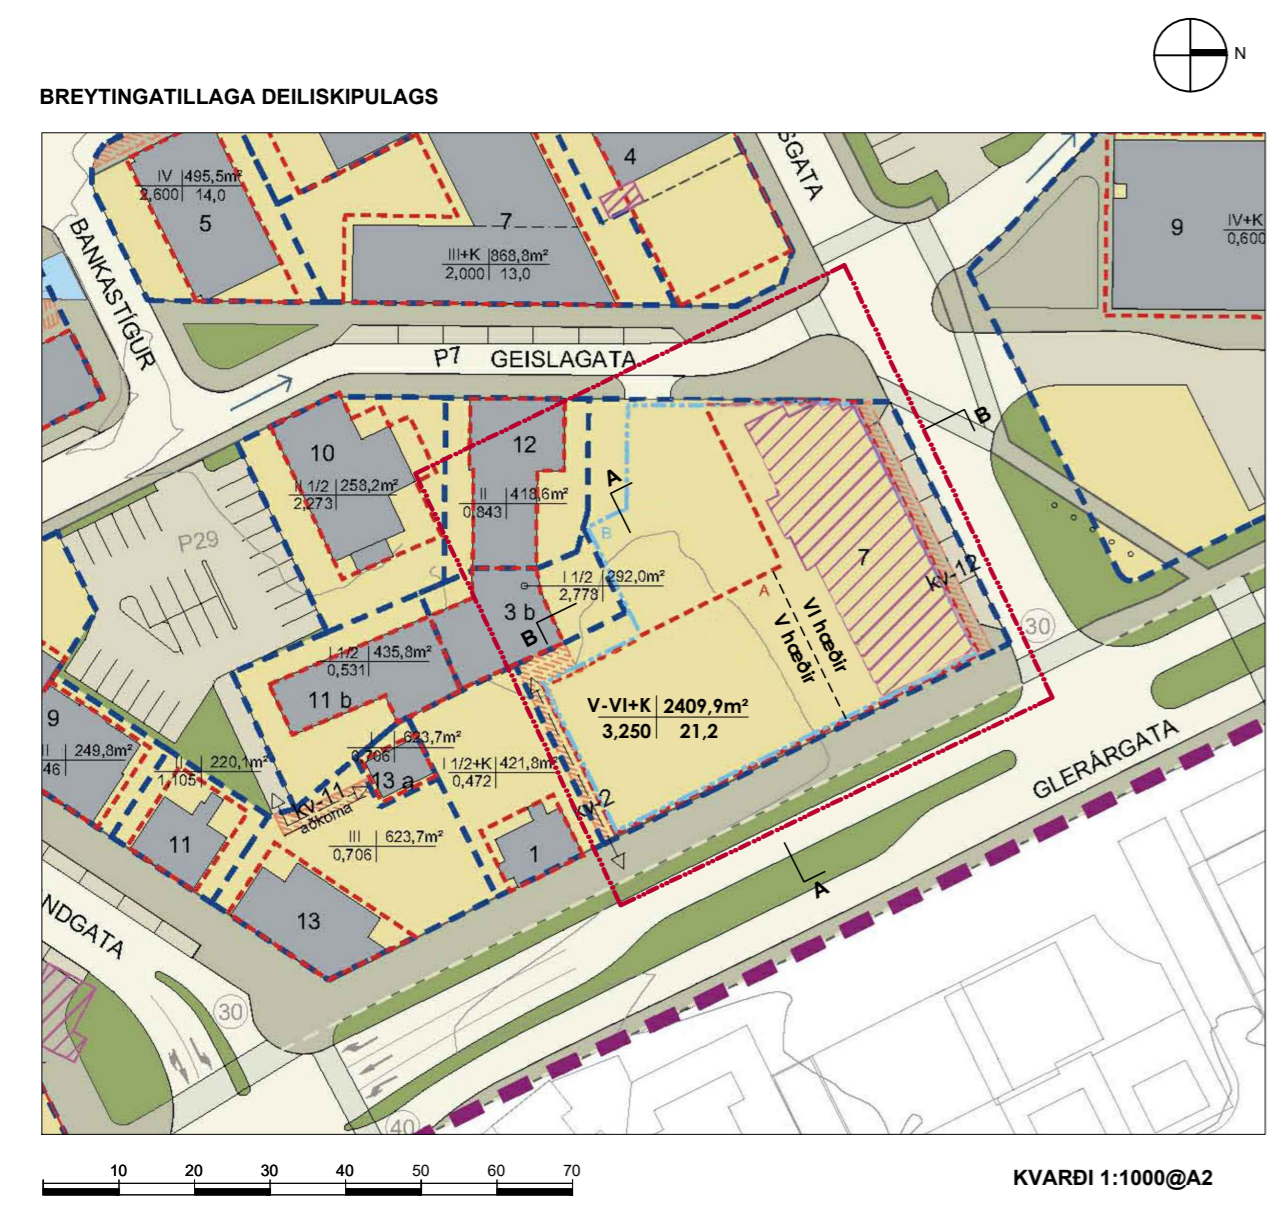 N
BREYTINGATILLAGA DEILISKIPULAGS
IV 495,5m²
2,600 14,0
5
7
III+K 868,8m²
2,000 13,0
4
SGATA
9
IV+K
0,600
BANKASTÍGUR
P7 GEISLAGATA
10
II 1/2 258,2m²
2,273
12
II 418,6m²
0,843
A
B
B
P29
7
kv-12
I 1/2 292,0m²
2,778
3 b
B
A
VI hæðir
V hæðir
30
I 1/2 435,8m²
0,531
11 b
V-VI+K 2409,9m²
3,250 21,2
9
II 249,8m²
46
II 220,1m²
1,105
I 623,7m²
0,706
13 a
I 1/2+K 421,8m²
0,472
kv-11
aðkoma
kv-2
GLERÁRGATA
11
III 623,7m²
0,706
1
A
13
NDGATA
30
40
10 20 30 40 50 60 70
KVARÐI 1:1000@A2